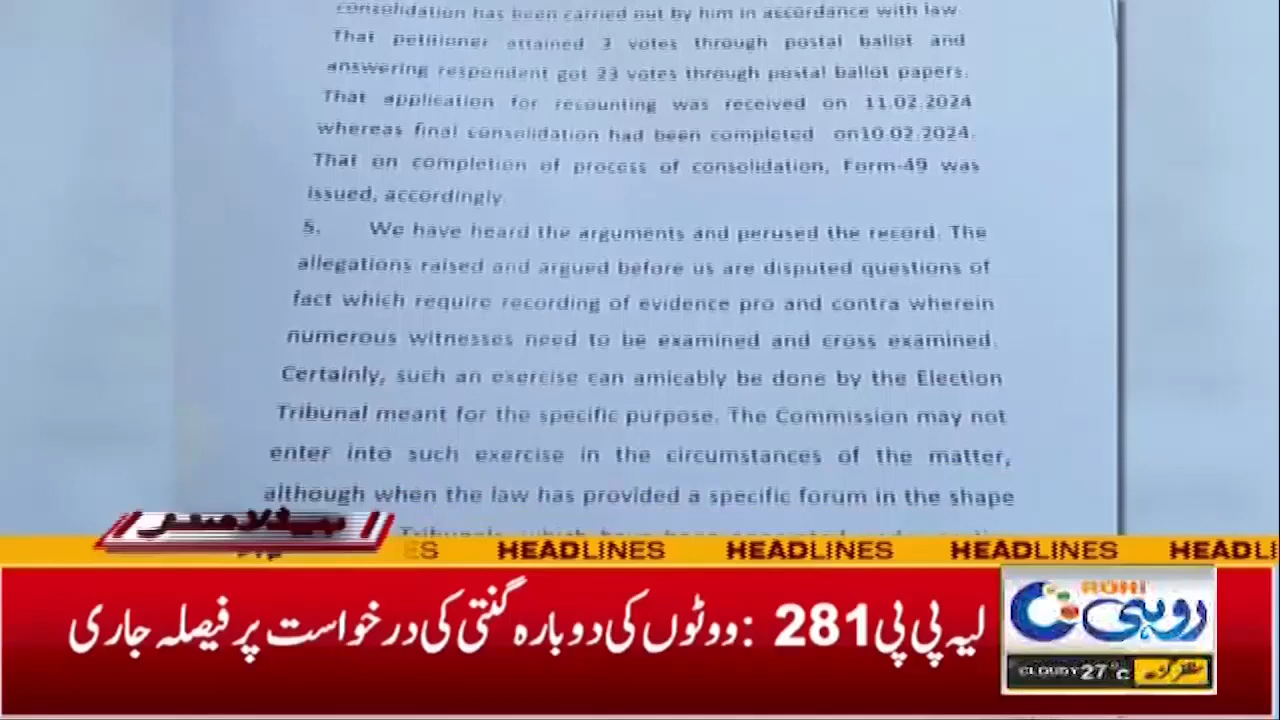 consolidation has been carried out by him in accordance with law.
That petitioner attained 3 votes through postal ballot and
answering respondent got 23 votes through postal ballot papers.
That application for recounting was received on 11.02.2024
whereas final consolidation had been completed on10.02.2024.
That on completion of process of consolidation, Form-49 was
issued, accordingly.
5. We have heard the arguments and perused the record. The
allegations raised and argued before us are disputed questions of
fact which require recording of evidence pro and contra wherein
numerous witnesses need to be examined and cross examined.
Certainly, such an exercise can amicably be done by the Election
Tribunal meant for the specific purpose. The Commission may not
enter into such exercise in the circumstances of the matter,
although when the law has provided a specific forum in the shape
ہیڈلائنز
ES HEADLINES HEADLINES HEADLINES HEADLI
لیہ پی پی 281 : ووٹوں کی دوبارہ گنتی کی درخواست پر فیصلہ جاری
ROHI
روہی
CLOUDY 27°C مظفرگڑھ